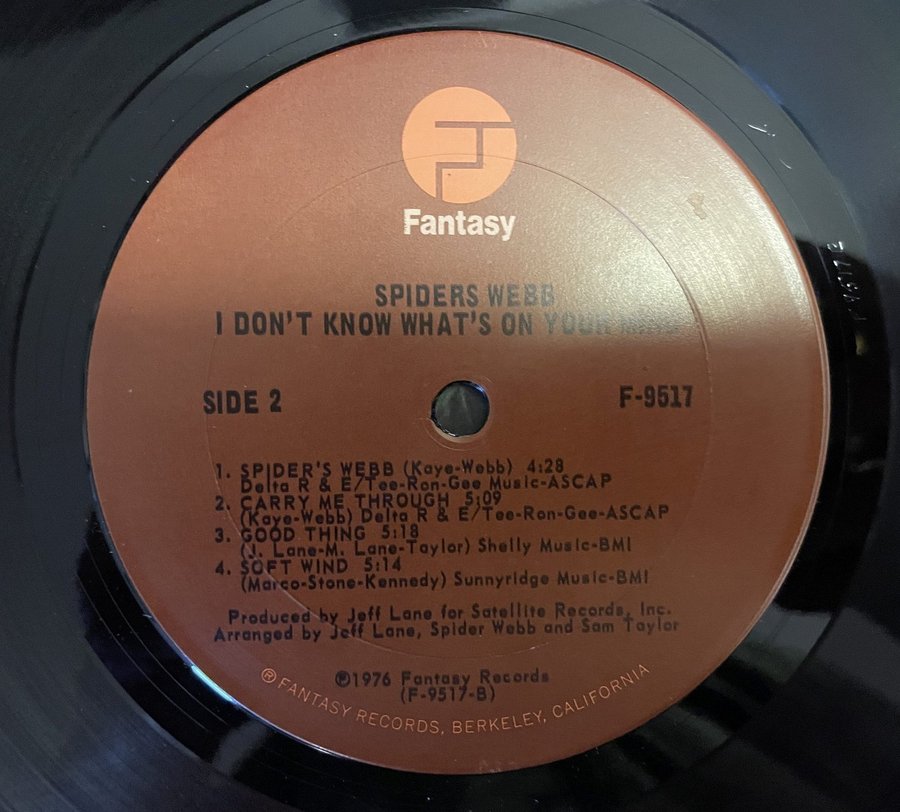 Fantasy
SPIDERS WEBB
I DON'T KNOW WHAT'S ON YOUR MIND
SIDE 2
F-9517
1. SPIDER'S WEBB (Kaye-Webb) 4:28
Delta R & E/Tee-Ron-Gee Music-ASCAP
2. CARRY ME THROUGH 5:09
(Kaye-Webb) Delta R & E/Tee-Ron-Gee-ASCAP
3. GOOD THING 5:18
(J. Lane-M. Lane-Taylor) Shelly Music-BMI
4. SOFT WIND 5:14
(Marco-Stone-Kennedy) Sunnyridge Music-BMI
Produced by Jeff Lane for Satellite Records, Inc.
Arranged by Jeff Lane, Spider Webb and Sam Taylor
℗1976 Fantasy Records
(F-9517-B)
®FANTASY RECORDS, BERKELEY, CALIFORNIA